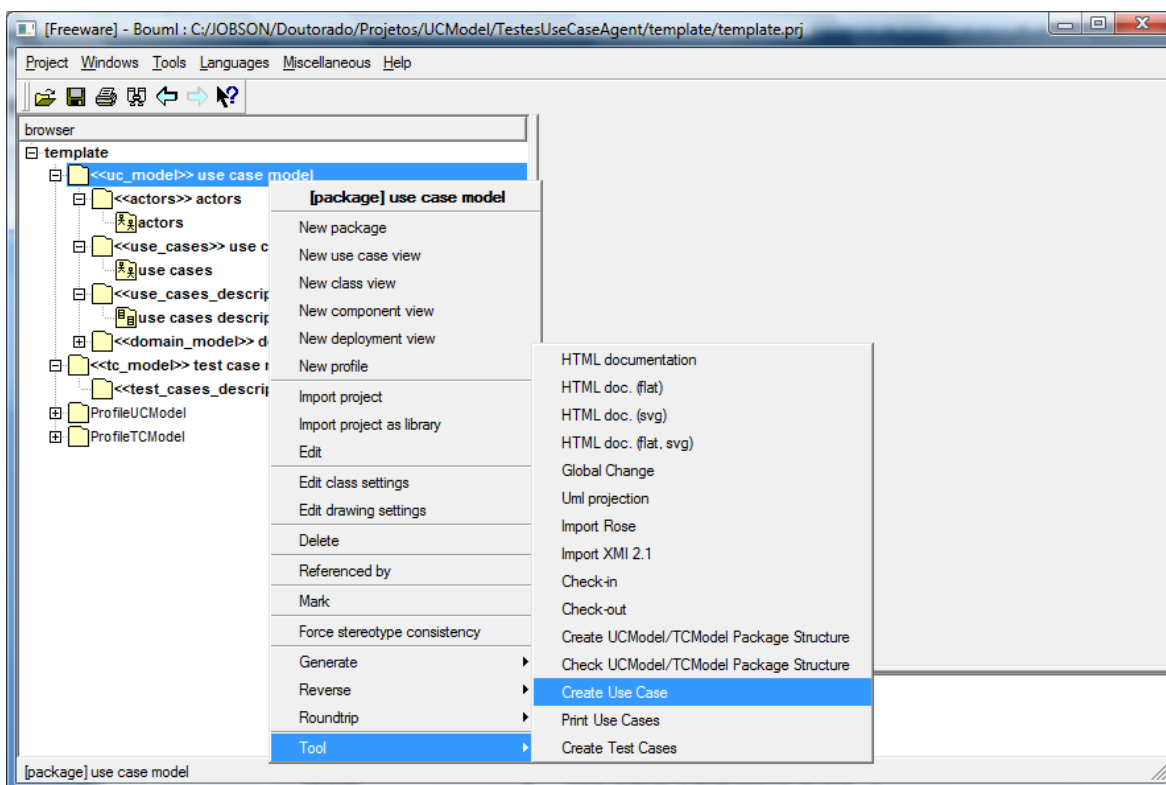 [Freeware] - Bouml : C:/JOBSON/Doutorado/Projetos/UCModel/TestesUseCaseAgent/template/template.prj
Project Windows Tools Languages Miscellaneous Help
browser
template
<<uc_model>> use case model
<<actors>> actors
actors
<<use_cases>> use c
use cases
<<use_cases_descrip
use cases descrip
<<domain_model>> d
<<tc_model>> test case r
<<test_cases_descrip
ProfileUCModel
ProfileTCModel
[package] use case model
New package
New use case view
New class view
New component view
New deployment view
New profile
Import project
Import project as library
Edit
Edit class settings
Edit drawing settings
Delete
Referenced by
Mark
Force stereotype consistency
Generate
Reverse
Roundtrip
Tool
HTML documentation
HTML doc. (flat)
HTML doc. (svg)
HTML doc. (flat, svg)
Global Change
Uml projection
Import Rose
Import XMI 2.1
Check-in
Check-out
Create UCModel/TCModel Package Structure
Check UCModel/TCModel Package Structure
Create Use Case
Print Use Cases
Create Test Cases
[package] use case model